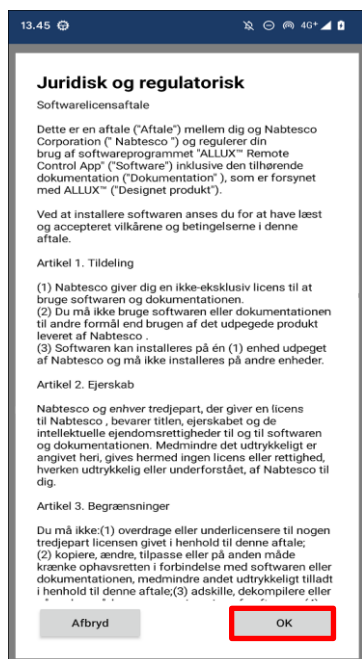 13.45 4G+
Juridisk og regulatorisk
Softwarelicensaftale
Dette er en aftale ("Aftale") mellem dig og Nabtesco
Corporation (" Nabtesco ") og regulerer din
brug af softwareprogrammet "ALLUX™ Remote
Control App" ("Software") inklusive den tilhørende
dokumentation ("Dokumentation" ), som er forsynet
med ALLUX™ ("Designet produkt").
Ved at installere softwaren anses du for at have læst
og accepteret vilkårene og betingelserne i denne
aftale.
Artikel 1. Tildeling
(1) Nabtesco giver dig en ikke-eksklusiv licens til at
bruge softwaren og dokumentationen.
(2) Du må ikke bruge softwaren eller dokumentationen
til andre formål end brugen af det udpegede produkt
leveret af Nabtesco .
(3) Softwaren kan installeres på én (1) enhed udpeget
af Nabtesco og må ikke installeres på andre enheder.
Artikel 2. Ejerskab
Nabtesco og enhver tredjepart, der giver en licens
til Nabtesco , bevarer titlen, ejerskabet og de
intellektuelle ejendomsrettigheder til og til softwaren
og dokumentationen. Medmindre det udtrykkeligt er
angivet heri, gives hermed ingen licens eller rettighed,
hverken udtrykkelig eller underforstået, af Nabtesco til
dig.
Artikel 3. Begrænsninger
Du må ikke:(1) overdrage eller underlicensere til nogen
tredjepart licensen givet i henhold til denne aftale;
(2) kopiere, ændre, tilpasse eller på anden måde
krænke ophavsretten i forbindelse med softwaren eller
dokumentationen, medmindre andet udtrykkeligt tilladt
i henhold til denne aftale;(3) adskille, dekompilere eller
Afbryd OK